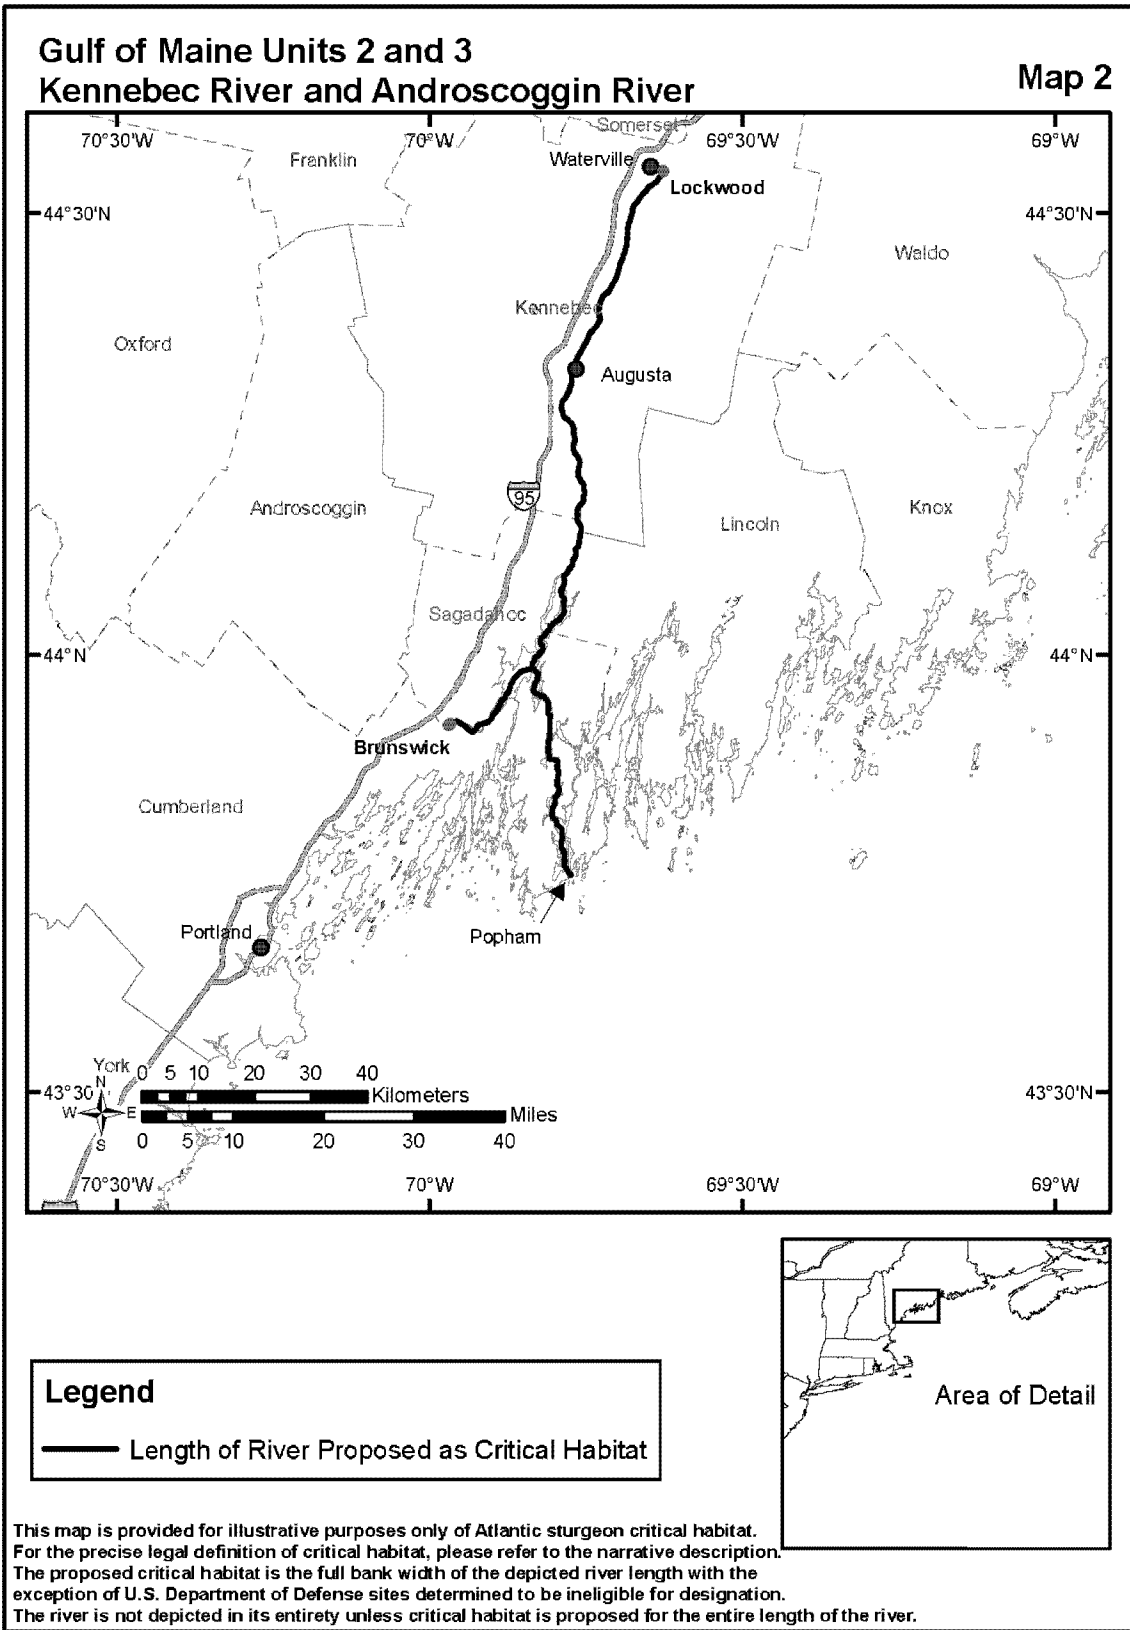 Gulf of Maine Units 2 and 3
Kennebec River and Androscoggin River
Map 2
70°30'W
70°W
69°30'W
69°W
Somerset
Franklin
Waterville
Lockwood
44°30'N
44°30'N
Waldo
Kennebec
Oxford
Augusta
95
Androscoggin
Lincoln
Knox
Sagadahoc
44°N
44°N
Brunswick
Cumberland
Portland
Popham
York
0 5 10 20 30 40
Kilometers
43°30'
43°30'N
N
W E
S
Miles
0 5 10 20 30 40
70°30'W
70°W
69°30'W
69°W
Area of Detail
Legend
Length of River Proposed as Critical Habitat
This map is provided for illustrative purposes only of Atlantic sturgeon critical habitat.
For the precise legal definition of critical habitat, please refer to the narrative description.
The proposed critical habitat is the full bank width of the depicted river length with the
exception of U.S. Department of Defense sites determined to be ineligible for designation.
The river is not depicted in its entirety unless critical habitat is proposed for the entire length of the river.